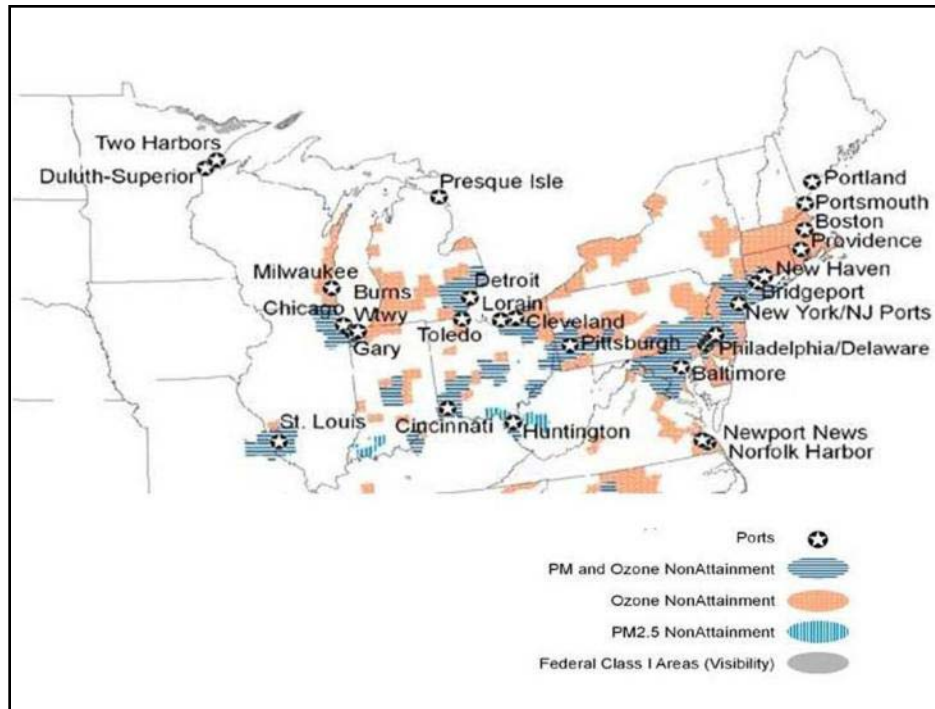 Two Harbors
Duluth-Superior
Presque Isle
Portland
Portsmouth
Boston
Providence
Milwaukee
Detroit
New Haven
Burns
Lorain
Bridgeport
Chicago
Wtwy
Cleveland
New York/NJ Ports
Gary
Toledo
Pittsburgh
Philadelphia/Delaware
Baltimore
St. Louis
Cincinnati
Huntington
Newport News
Norfolk Harbor
Ports
PM and Ozone NonAttainment
Ozone NonAttainment
PM2.5 NonAttainment
Federal Class I Areas (Visibility)